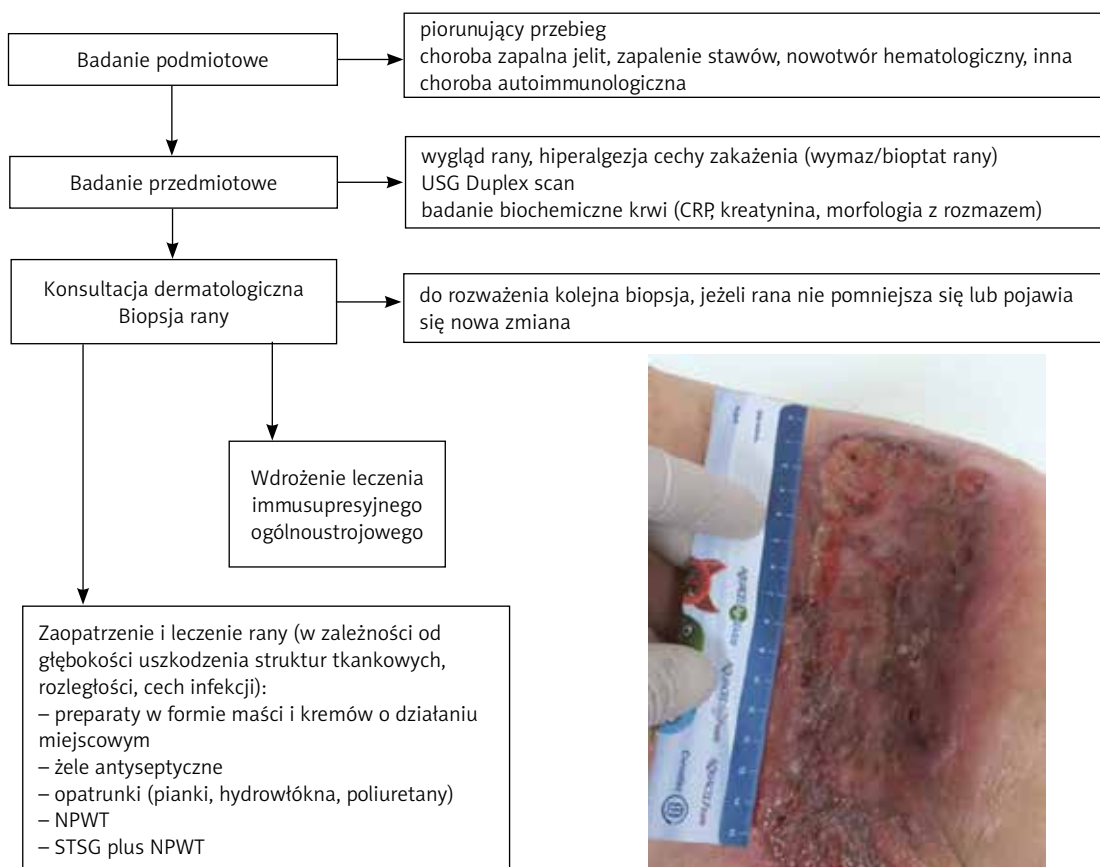 Badanie podmiotowe
piorunujący przebieg
choroba zapalna jelit, zapalenie stawów, nowotwór hematologiczny, inna
choroba autoimmunologiczna
Badanie przedmiotowe
wygląd rany, hiperalgezja cechy zakażenia (wymaz/bioptat rany)
USG Duplex scan
badanie biochemiczne krwi (CRP, kreatynina, morfologia z rozmazem)
Konsultacja dermatologiczna
Biopsja rany
do rozważenia kolejna biopsja, jeżeli rana nie pomniejsza się lub pojawia
się nowa zmiana
Wdrożenie leczenia
immusupresyjnego
ogólnoustrojowego
Zaopatrzenie i leczenie rany (w zależności od
głębokości uszkodzenia struktur tkankowych,
rozległości, cech infekcji):
– preparaty w formie maści i kremów o działaniu
miejscowym
– żele antyseptyczne
– opatrunki (pianki, hydrowłókna, poliuretany)
– NPWT
– STSG plus NPWT
ConvaTec